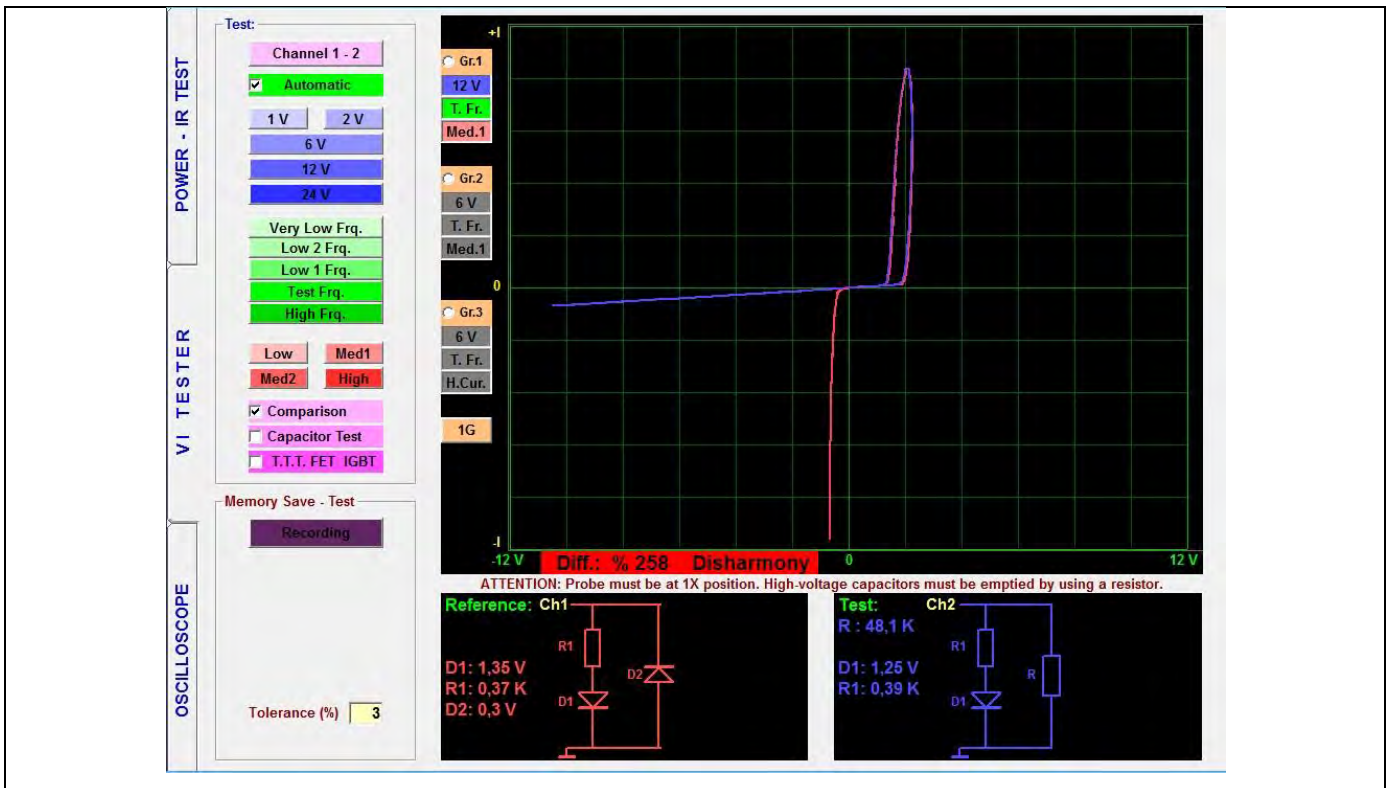 POWER - IR TEST
VI TESTER
OSCILLOSCOPE
Test:
Channel 1 - 2
Automatic
1 V
2 V
6 V
12 V
24 V
Very Low Frq.
Low 2 Frq.
Low 1 Frq.
Test Frq.
High Frq.
Low
Med1
Med2
High
Comparison
Capacitor Test
T.T.T. FET IGBT
Memory Save - Test
Recording
Tolerance (%) 3
Gr.1
12 V
T. Fr.
Med.1
Gr.2
6 V
T. Fr.
Med.1
Gr.3
6 V
T. Fr.
H.Cur.
1G
+I
0
-I
-12 V
Diff.: % 258 Disharmony
0
12 V
ATTENTION: Probe must be at 1X position. High-voltage capacitors must be emptied by using a resistor.
Reference: Ch1
R1
D1: 1,35 V
R1: 0,37 K
D2: 0,3 V
D2
D1
Test: Ch2
R : 48,1 K
R1
D1: 1,25 V
R1: 0,39 K
R
D1